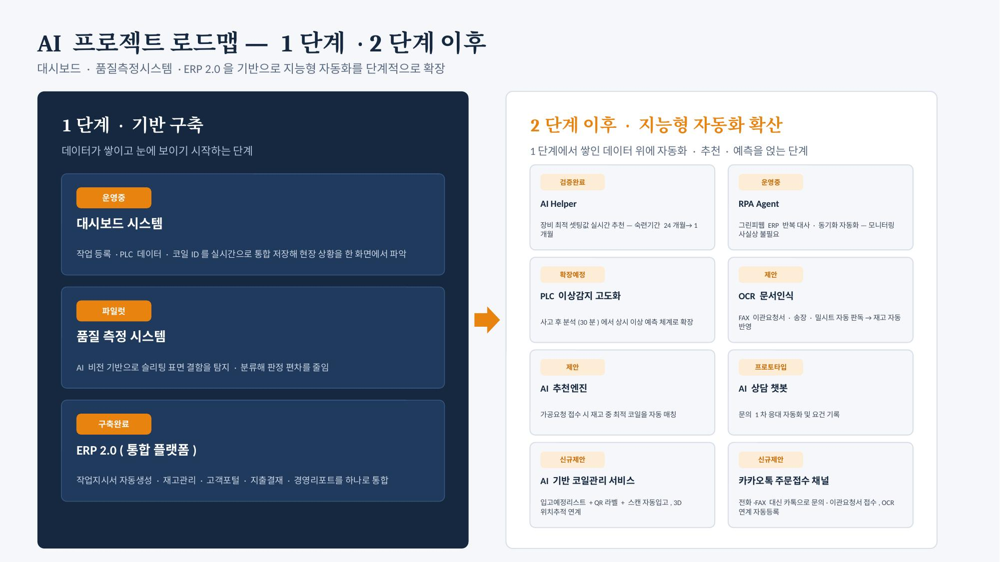 AI 프로젝트 로드맵 — 1 단계 · 2 단계 이후
대시보드 · 품질측정시스템 · ERP 2.0 을 기반으로 지능형 자동화를 단계적으로 확장
1 단계 · 기반 구축
데이터가 쌓이고 눈에 보이기 시작하는 단계
운영중
대시보드 시스템
작업 등록 · PLC 데이터 · 코일 ID 를 실시간으로 통합 저장해 현장 상황을 한 화면에서 파악
파일럿
품질 측정 시스템
AI 비전 기반으로 슬리팅 표면 결함을 탐지 · 분류해 판정 편차를 줄임
구축완료
ERP 2.0 ( 통합 플랫폼 )
작업지시서 자동생성 · 재고관리 · 고객포털 · 지출결재 · 경영리포트를 하나로 통합
2 단계 이후 · 지능형 자동화 확산
1 단계에서 쌓인 데이터 위에 자동화 · 추천 · 예측을 얹는 단계
검증완료
AI Helper
장비 최적 셋팅값 실시간 추천 — 숙련기간 24 개월→ 1
개월
운영중
RPA Agent
그린피웹 ERP 반복 대사 · 동기화 자동화 — 모니터링
사실상 불필요
확장예정
PLC 이상감지 고도화
사고 후 분석 (30 분 ) 에서 상시 이상 예측 체계로 확장
제안
OCR 문서인식
FAX 이관요청서 · 송장 · 밀시트 자동 판독 → 재고 자동
반영
제안
AI 추천엔진
가공요청 접수 시 재고 중 최적 코일을 자동 매칭
프로토타입
AI 상담 챗봇
문의 1 차 응대 자동화 및 요건 기록
신규제안
AI 기반 코일관리 서비스
입고예정리스트 + QR 라벨 + 스캔 자동입고 , 3D
위치추적 연계
신규제안
카카오톡 주문접수 채널
전화 ·FAX 대신 카톡으로 문의 · 이관요청서 접수 , OCR
연계 자동등록